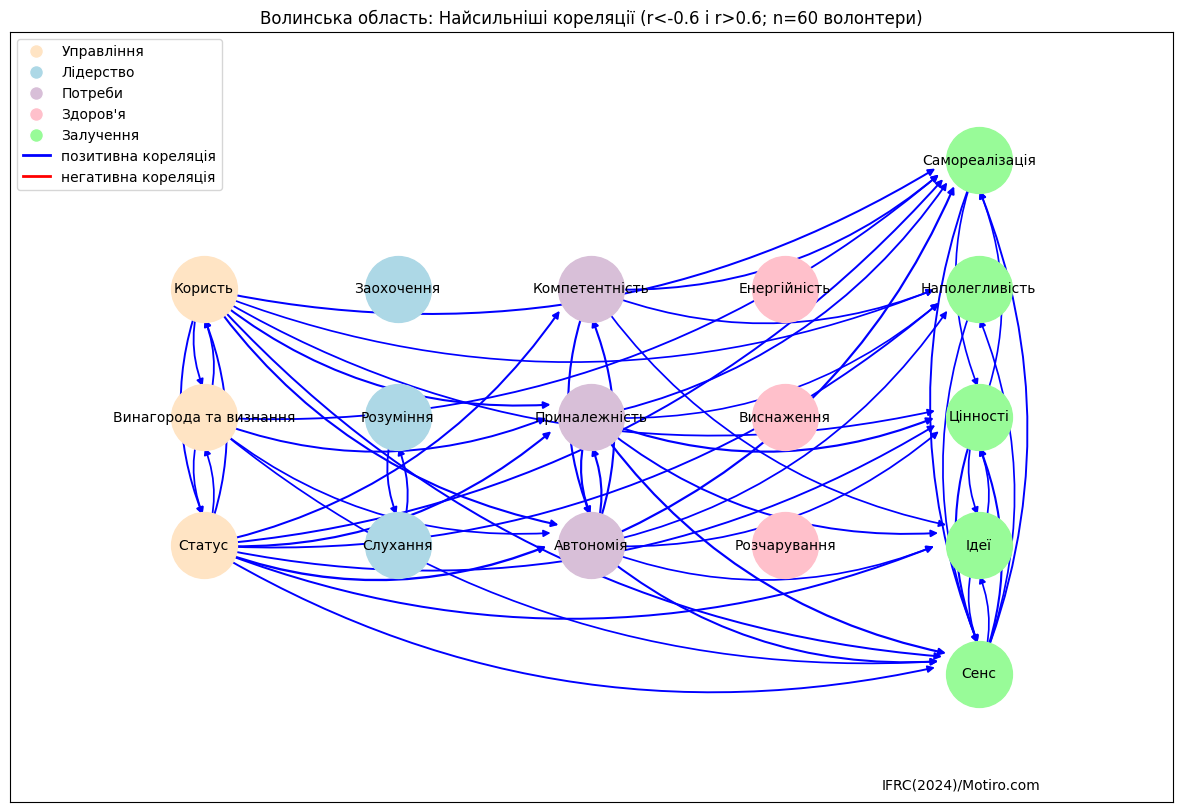 Волинська область: Найсильніші кореляції (r<-0.6 і r>0.6; n=60 волонтери)
Управління
Лідерство
Потреби
Здоров'я
Залучення
позитивна кореляція
негативна кореляція
Самореалізація
Користь
Заохочення
Компетентність
Енергійність
Наполегливість
Винагорода та визнання
Розуміння
Приналежність
Виснаження
Цінності
Статус
Слухання
Автономія
Розчарування
Ідеї
Сенс
IFRC(2024)/Motiro.com